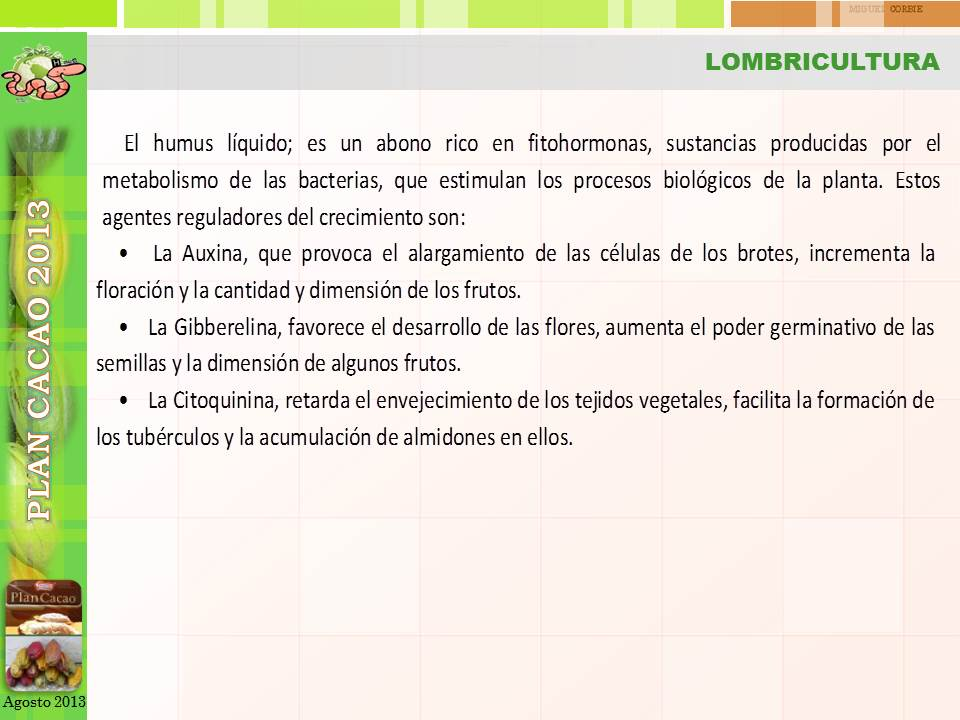 MIGUEL CORBIE
LOMBRICULTURA
El humus líquido; es un abono rico en fitohormonas, sustancias producidas por el
metabolismo de las bacterias, que estimulan los procesos biológicos de la planta. Estos
agentes reguladores del crecimiento son:
• La Auxina, que provoca el alargamiento de las células de los brotes, incrementa la
floración y la cantidad y dimensión de los frutos.
• La Gibberelina, favorece el desarrollo de las flores, aumenta el poder germinativo de las
semillas y la dimensión de algunos frutos.
• La Citoquinina, retarda el envejecimiento de los tejidos vegetales, facilita la formación de
los tubérculos y la acumulación de almidones en ellos.
PLAN CACAO 2013
Plan Cacao
Agosto 2013